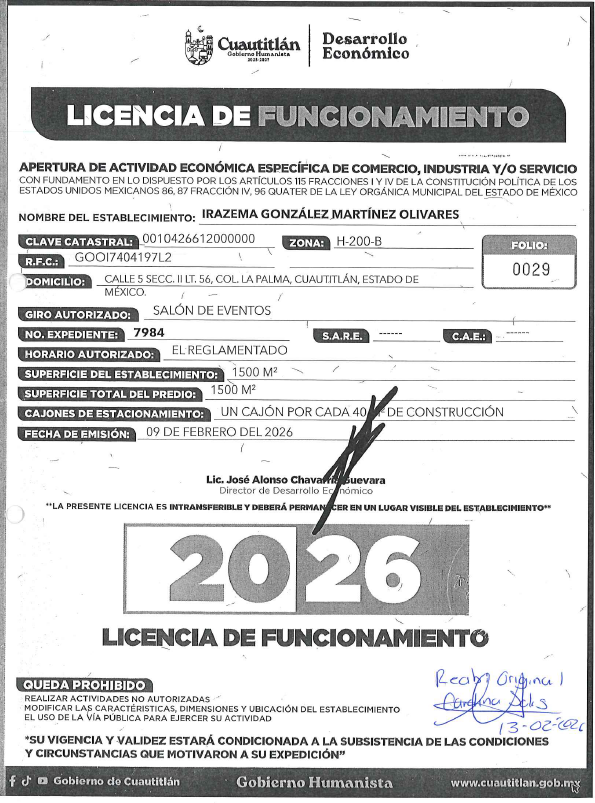 Cuautitlán
Gobierno Humanista
2025-2027
Desarrollo
Económico
LICENCIA DE FUNCIONAMIENTO
APERTURA DE ACTIVIDAD ECONÓMICA ESPECÍFICA DE COMERCIO, INDUSTRIA Y/O SERVICIO
CON FUNDAMENTO EN LO DISPUESTO POR LOS ARTÍCULOS 115 FRACCIONES I Y IV DE LA CONSTITUCIÓN POLÍTICA DE LOS
ESTADOS UNIDOS MEXICANOS 86, 87 FRACCIÓN IV, 96 QUATER DE LA LEY ORGÁNICA MUNICIPAL DEL ESTADO DE MÉXICO
NOMBRE DEL ESTABLECIMIENTO: IRAZEMA GONZÁLEZ MARTÍNEZ OLIVARES
CLAVE CATASTRAL: 0010426612000000 ZONA: H-200-B
FOLIO:
0029
R.F.C.: GOOI7404197L2
DOMICILIO: CALLE 5 SECC. II LT. 56, COL. LA PALMA, CUAUTITLÁN, ESTADO DE
MÉXICO.
GIRO AUTORIZADO: SALÓN DE EVENTOS
NO. EXPEDIENTE: 7984 S.A.R.E. ------ C.A.E.: ------
HORARIO AUTORIZADO: EL REGLAMENTADO
SUPERFICIE DEL ESTABLECIMIENTO: 1500 M²
SUPERFICIE TOTAL DEL PREDIO: 1500 M²
CAJONES DE ESTACIONAMIENTO: UN CAJÓN POR CADA 40 M² DE CONSTRUCCIÓN
FECHA DE EMISIÓN: 09 DE FEBRERO DEL 2026
Lic. José Alonso Chavarría Guevara
Director de Desarrollo Económico
**LA PRESENTE LICENCIA ES INTRANSFERIBLE Y DEBERÁ PERMANECER EN UN LUGAR VISIBLE DEL ESTABLECIMIENTO**
2026
LICENCIA DE FUNCIONAMIENTO
QUEDA PROHIBIDO
REALIZAR ACTIVIDADES NO AUTORIZADAS
MODIFICAR LAS CARACTERÍSTICAS, DIMENSIONES Y UBICACIÓN DEL ESTABLECIMIENTO
EL USO DE LA VÍA PÚBLICA PARA EJERCER SU ACTIVIDAD
Recibí Original
13-02-2026
*SU VIGENCIA Y VALIDEZ ESTARÁ CONDICIONADA A LA SUBSISTENCIA DE LAS CONDICIONES
Y CIRCUNSTANCIAS QUE MOTIVARON A SU EXPEDICIÓN*
Gobierno de Cuautitlán
Gobierno Humanista
www.cuautitlan.gob.mx